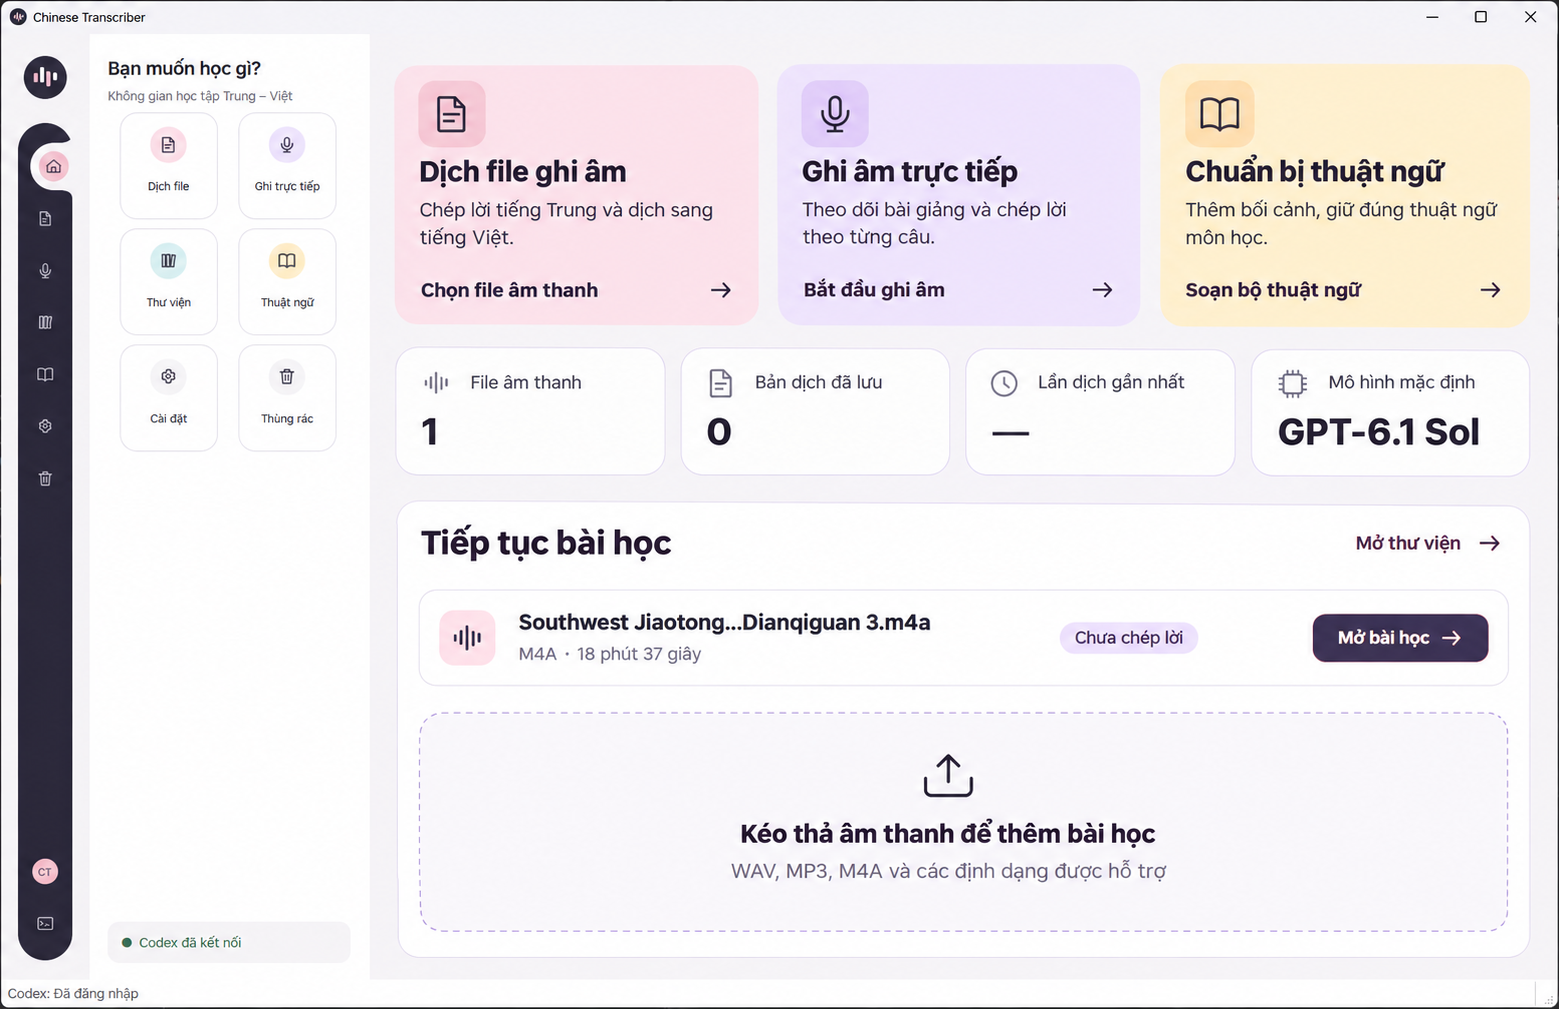 Chinese Transcriber
Bạn muốn học gì?
Không gian học tập Trung – Việt
Dịch file
Ghi trực tiếp
Thư viện
Thuật ngữ
Cài đặt
Thùng rác
CT
Codex đã kết nối
Dịch file ghi âm
Chép lời tiếng Trung và dịch sang
tiếng Việt.
Chọn file âm thanh
Ghi âm trực tiếp
Theo dõi bài giảng và chép lời
theo từng câu.
Bắt đầu ghi âm
Chuẩn bị thuật ngữ
Thêm bối cảnh, giữ đúng thuật ngữ
môn học.
Soạn bộ thuật ngữ
File âm thanh
1
Bản dịch đã lưu
0
Lần dịch gần nhất
—
Mô hình mặc định
GPT-6.1 Sol
Tiếp tục bài học
Mở thư viện
Southwest Jiaotong...Dianqiguan 3.m4a
M4A • 18 phút 37 giây
Chưa chép lời
Mở bài học
Kéo thả âm thanh để thêm bài học
WAV, MP3, M4A và các định dạng được hỗ trợ
Codex: Đã đăng nhập